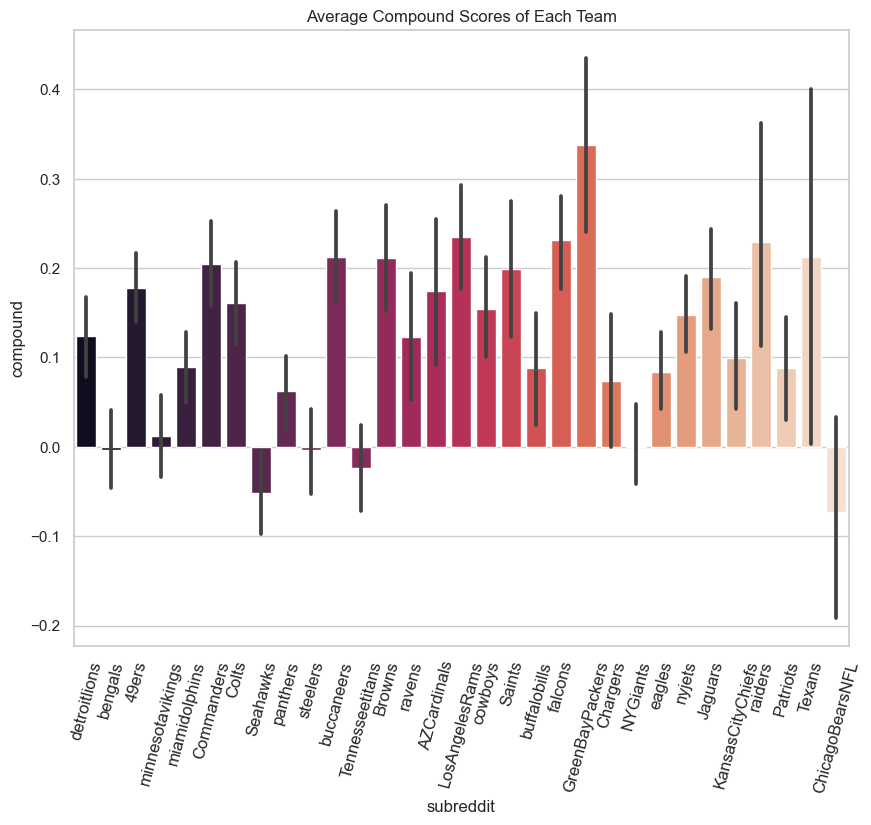 Average Compound Scores of Each Team
compound
0.4
0.3
0.2
0.1
0.0
−0.1
−0.2
detroitlions
bengals
49ers
minnesotavikings
miamidolphins
Commanders
Colts
Seahawks
panthers
steelers
buccaneers
Tennesseetitans
Browns
ravens
AZCardinals
LosAngelesRams
cowboys
Saints
buffalobills
falcons
GreenBayPackers
Chargers
NYGiants
eagles
nyjets
Jaguars
KansasCityChiefs
raiders
Patriots
Texans
ChicagoBearsNFL
subreddit